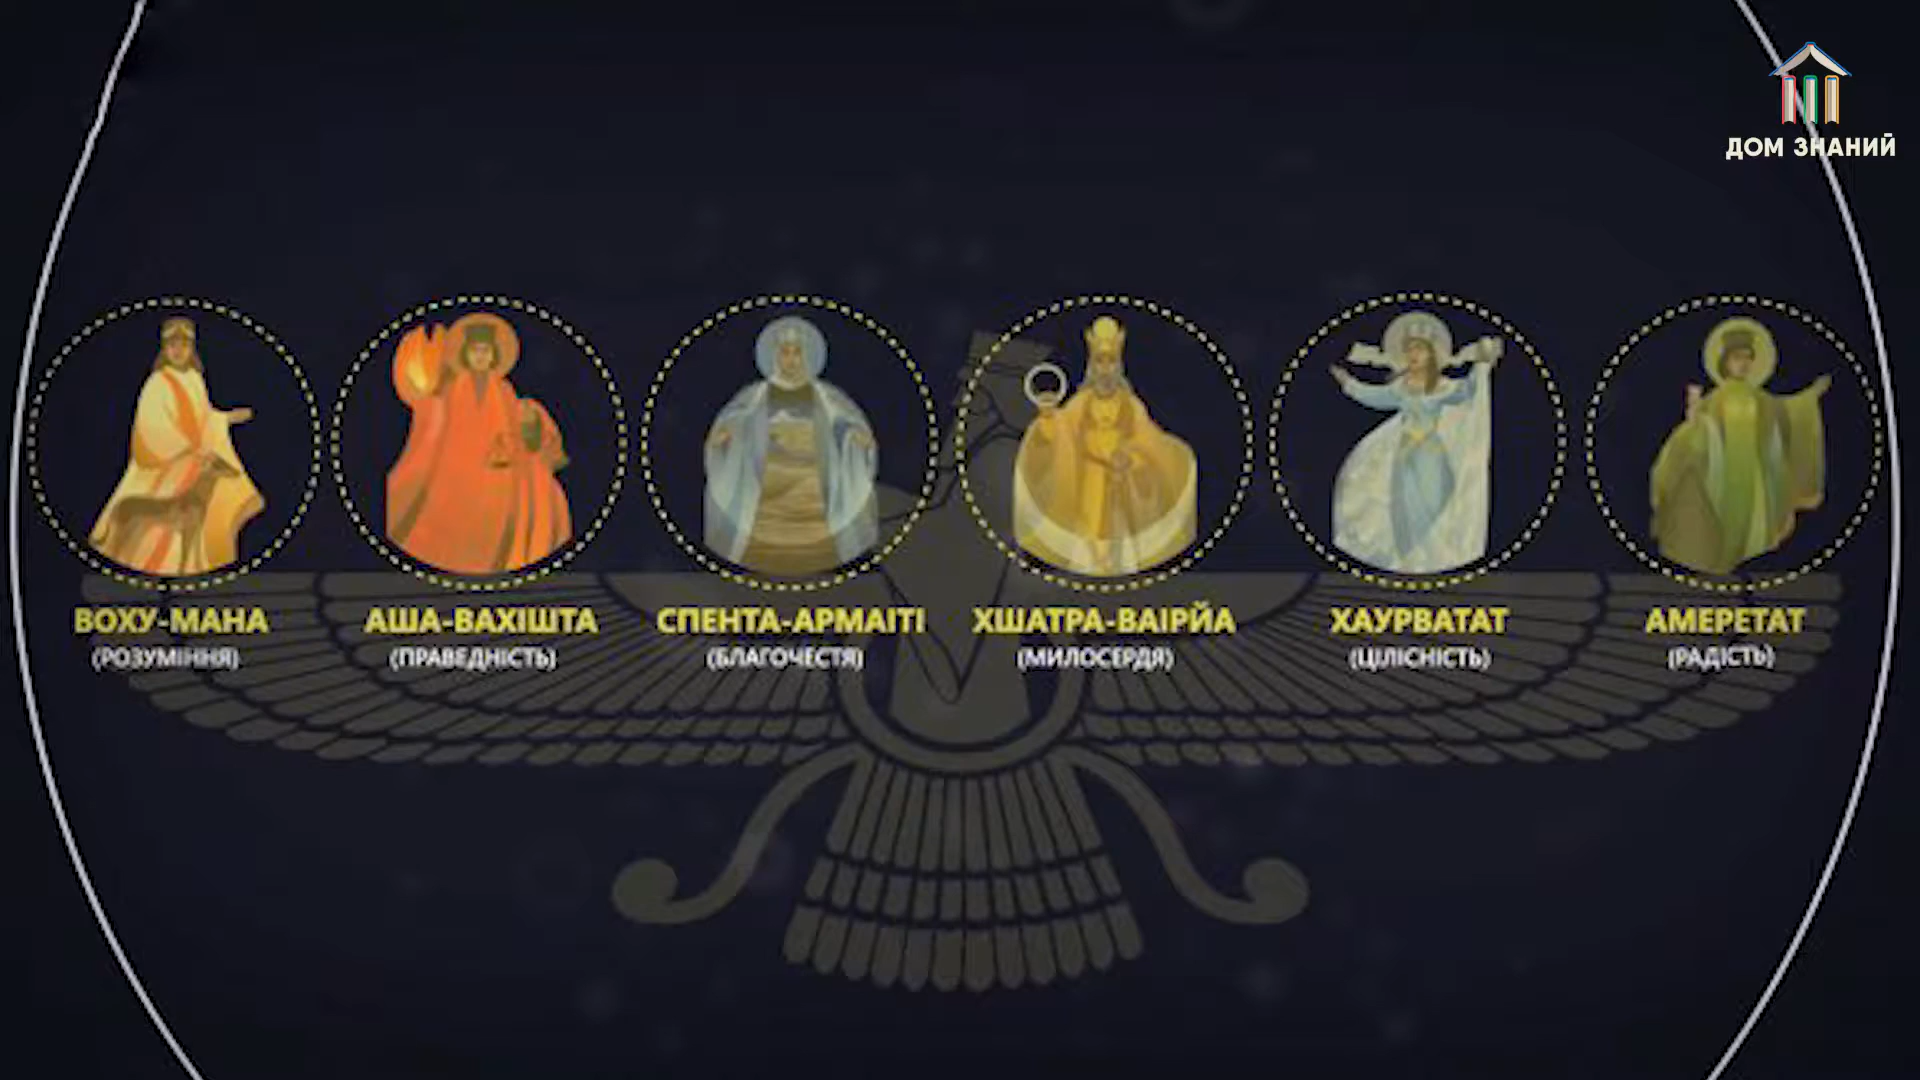 ДОМ ЗНАНИЙ
ВОХУ-МАНА
(РОЗУМІННЯ)
АША-ВАХІШТА
(ПРАВЕДНІСТЬ)
СПЕНТА-АРМАІТІ
(БЛАГОЧЕСТЯ)
ХШАТРА-ВАІРЙА
(МИЛОСЕРДЯ)
ХАУРВАТАТ
(ЦІЛІСНІСТЬ)
АМЕРЕТАТ
(РАДІСТЬ)